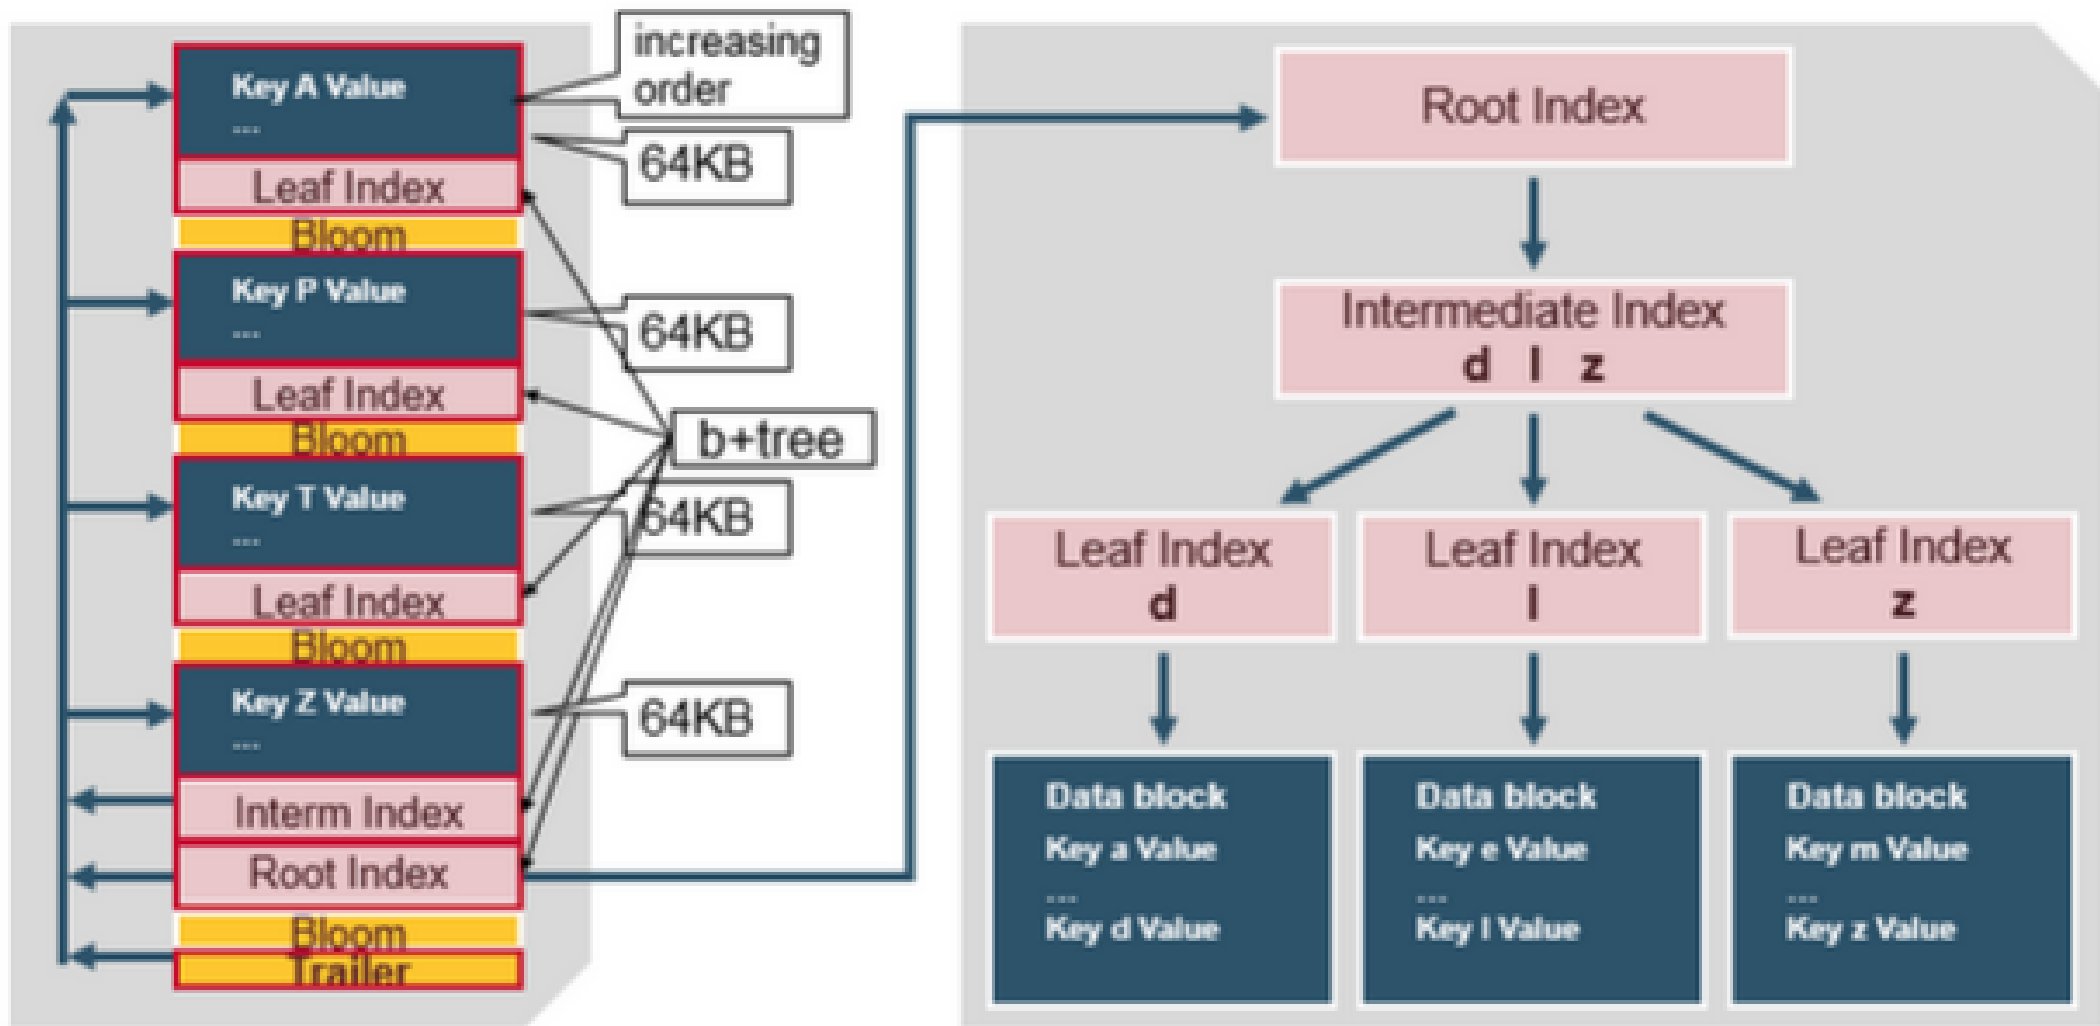 Key A Value
...
Leaf Index
Bloom
Key P Value
...
Leaf Index
Bloom
Key T Value
...
Leaf Index
Bloom
Key Z Value
...
Interm Index
Root Index
Bloom
Trailer
increasing
order
64KB
64KB
b+tree
64KB
64KB
Root Index
Intermediate Index
d l z
Leaf Index
d
Leaf Index
l
Leaf Index
z
Data block
Key a Value
...
Key d Value
Data block
Key e Value
...
Key l Value
Data block
Key m Value
...
Key z Value